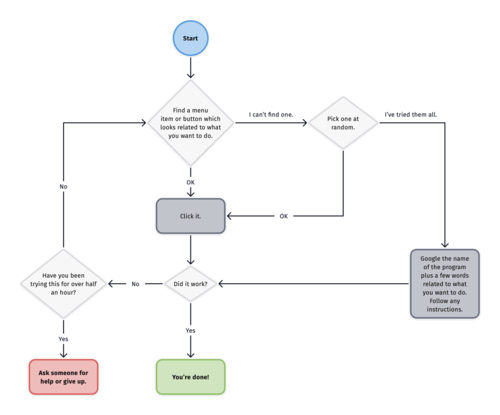 Start
Find a menu
item or button which
looks related to what
you want to do.
I can't find one.
Pick one at
random.
I've tried them all.
No
OK
Click it.
OK
Google the name
of the program
plus a few words
related to what
you want to do.
Follow any
instructions.
Have you been
trying this for over half
an hour?
No
Did it work?
Yes
Yes
Ask someone for
help or give up.
You're done!